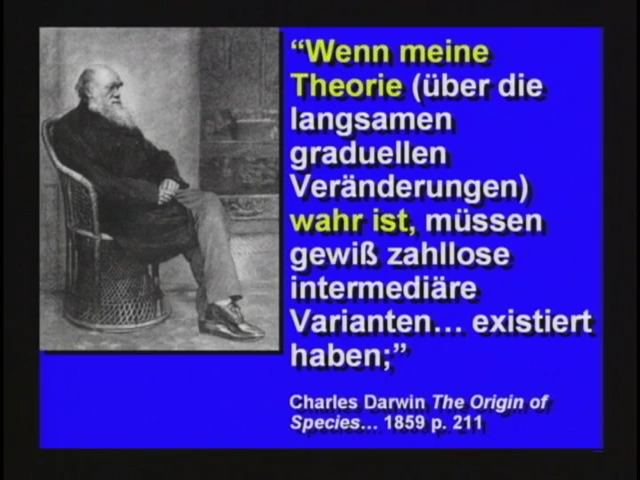 “Wenn meine
Theorie (über die
langsamen
graduellen
Veränderungen)
wahr ist, müssen
gewiß zahllose
intermediäre
Varianten… existiert
haben;”
Charles Darwin The Origin of
Species… 1859 p. 211